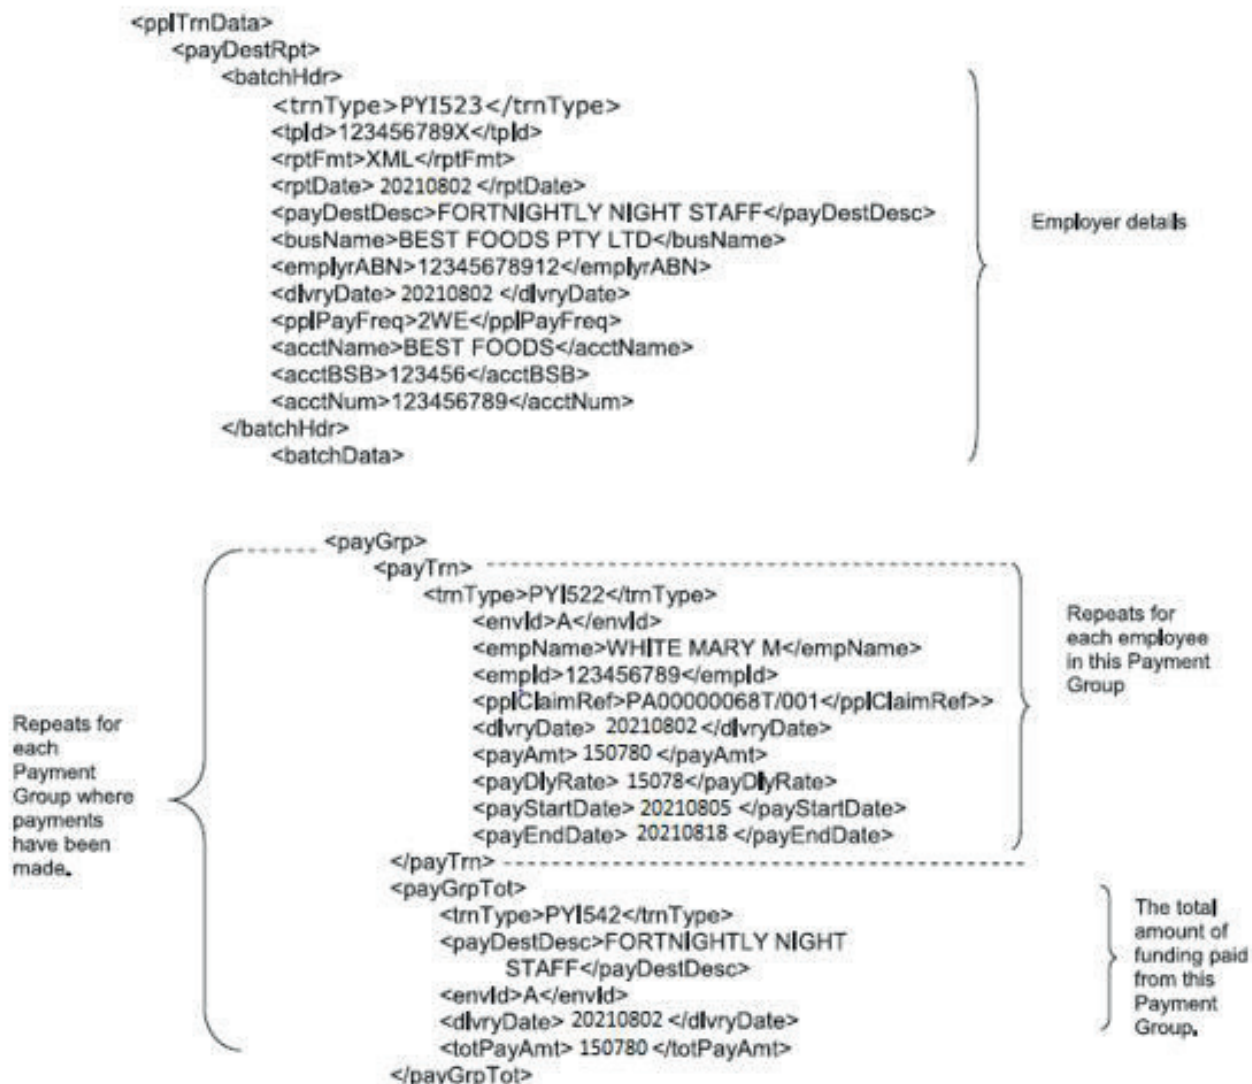 <pplTrnData>
<payDestRpt>
<batchHdr>
<trnType>PYI523</trnType>
<tpId>123456789X</tpId>
<rptFmt>XML</rptFmt>
<rptDate> 20210802 </rptDate>
<payDestDesc>FORTNIGHTLY NIGHT STAFF</payDestDesc>
<busName>BEST FOODS PTY LTD</busName>
<emplyrABN>12345678912</emplyrABN>
<dlvryDate> 20210802 </dlvryDate>
<pplPayFreq>2WE</pplPayFreq>
<acctName>BEST FOODS</acctName>
<acctBSB>123456</acctBSB>
<acctNum>123456789</acctNum>
</batchHdr>
<batchData>
Employer details
<payGrp>
<payTrn>
<trnType>PYI522</trnType>
<envId>A</envId>
<empName>WHITE MARY M</empName>
<empId>123456789</empId>
<pplClaimRef>PA00000068T/001</pplClaimRef>>
<dlvryDate> 20210802 </dlvryDate>
<payAmt> 150780 </payAmt>
<payDlyRate> 15078</payDlyRate>
<payStartDate> 20210805 </payStartDate>
<payEndDate> 20210818 </payEndDate>
</payTrn>
Repeats for
each employee
in this Payment
Group
Repeats for
each
Payment
Group where
payments
have been
made.
<payGrpTot>
<trnType>PYI542</trnType>
<payDestDesc>FORTNIGHTLY NIGHT
STAFF</payDestDesc>
<envId>A</envId>
<dlvryDate> 20210802 </dlvryDate>
<totPayAmt> 150780 </totPayAmt>
</payGrpTot>
The total
amount of
funding paid
from this
Payment
Group.